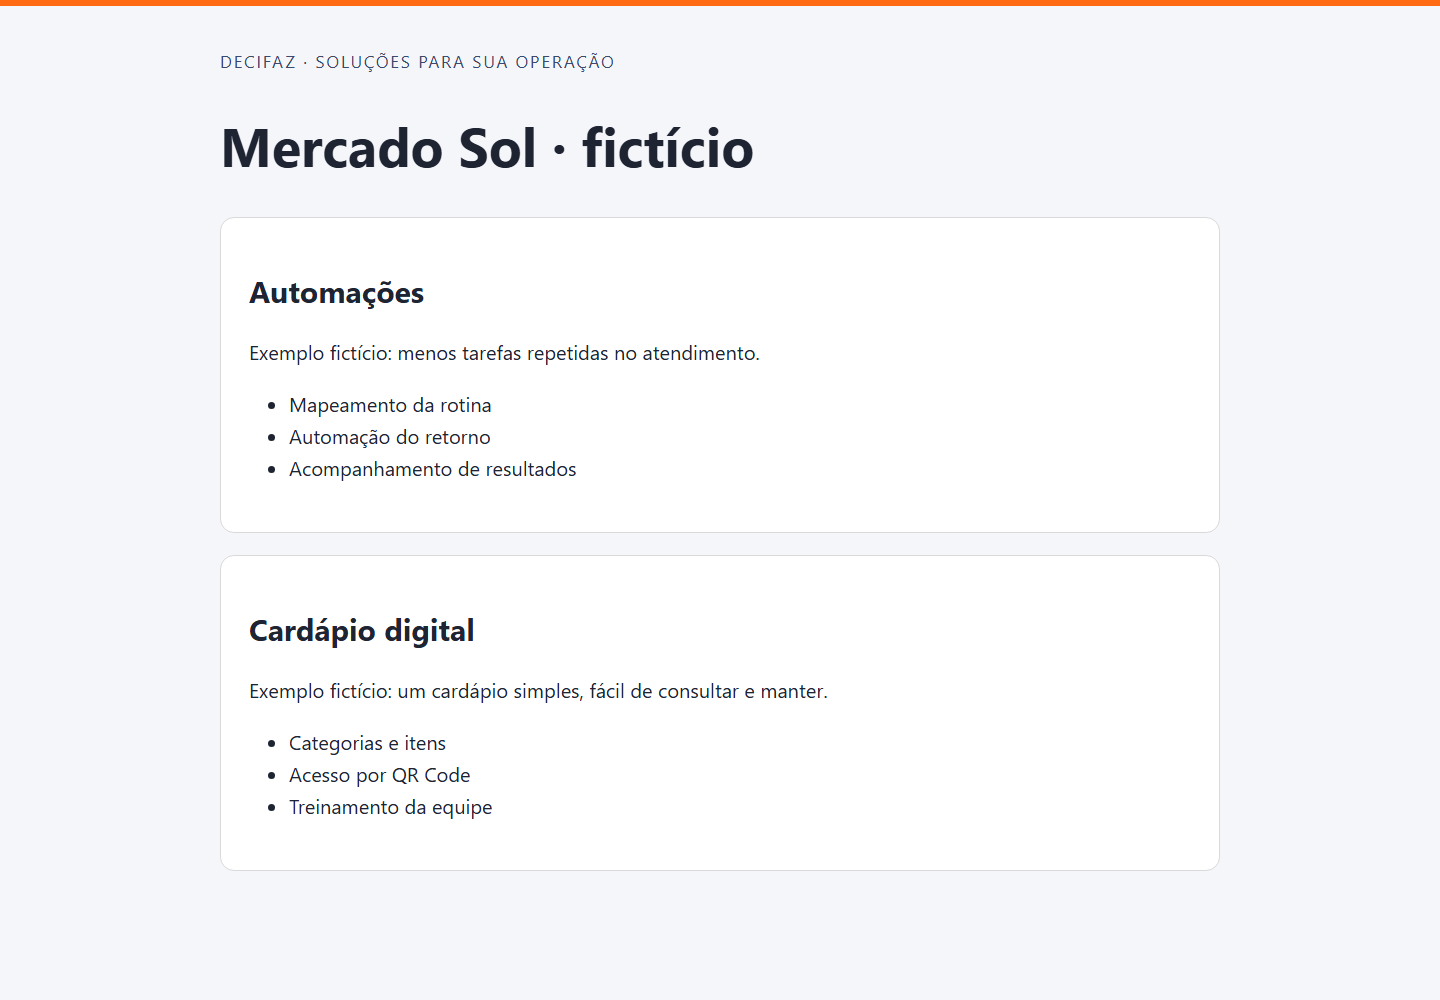 DECIFAZ · SOLUÇÕES PARA SUA OPERAÇÃO
Mercado Sol · fictício
Automações
Exemplo fictício: menos tarefas repetidas no atendimento.
• Mapeamento da rotina
• Automação do retorno
• Acompanhamento de resultados
Cardápio digital
Exemplo fictício: um cardápio simples, fácil de consultar e manter.
• Categorias e itens
• Acesso por QR Code
• Treinamento da equipe